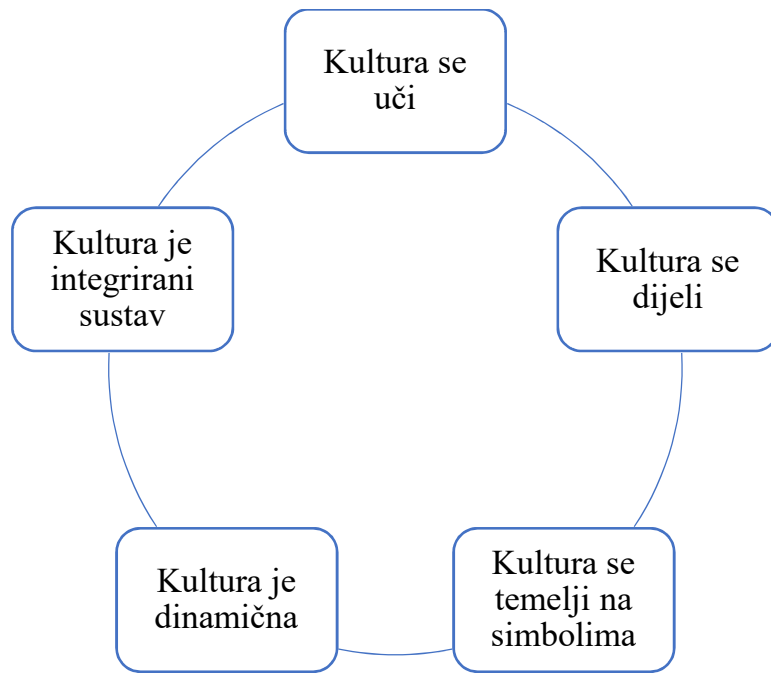 Kultura se
uči
Kultura se
dijeli
Kultura se
temelji na
simbolima
Kultura je
dinamična
Kultura je
integrirani
sustav